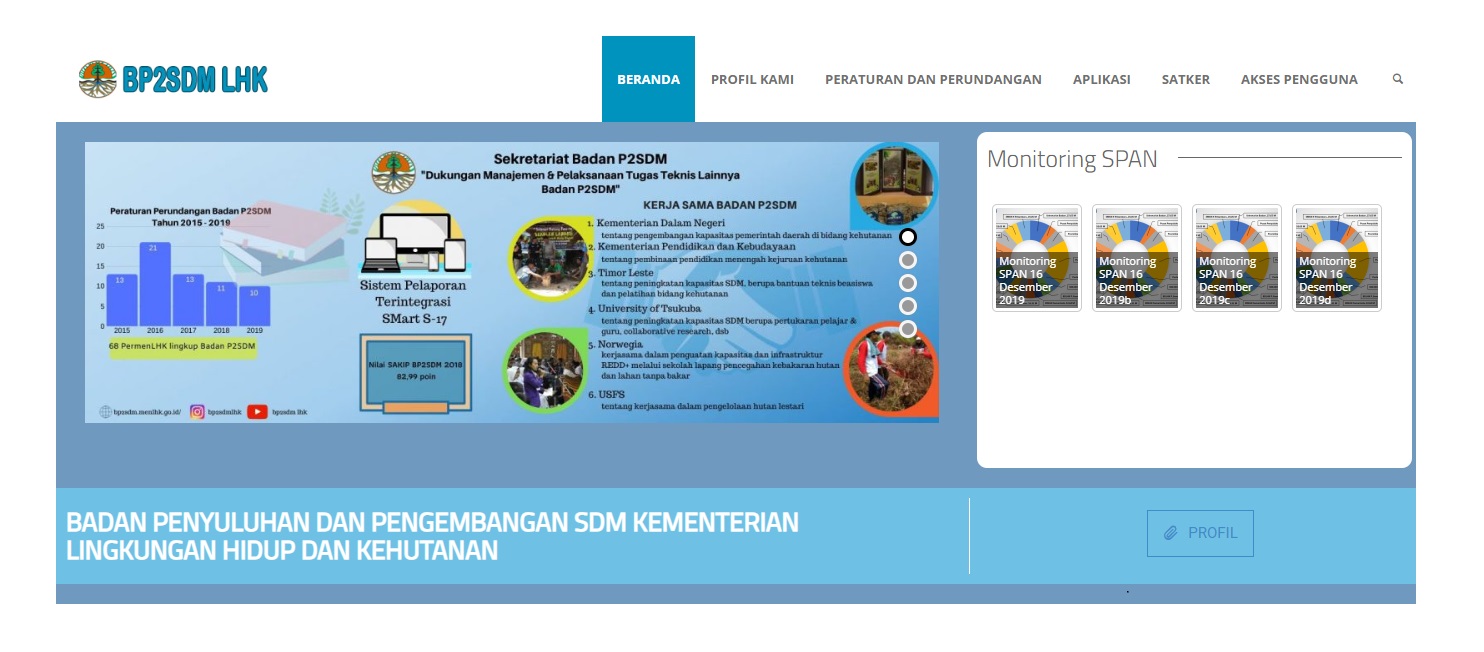 BP2SDM LHK
BERANDA
PROFIL KAMI
PERATURAN DAN PERUNDANGAN
APLIKASI
SATKER
AKSES PENGGUNA
Sekretariat Badan P2SDM
"Dukungan Manajemen & Pelaksanaan Tugas Teknis Lainnya
Badan P2SDM"
Peraturan Perundangan Badan P2SDM
Tahun 2015 - 2019
25
20
15
10
5
0
13
21
13
11
10
2015
2016
2017
2018
2019
68 PermenLHK lingkup Badan P2SDM
bpasdm.menlhk.go.id/
bpasdmlhk
bpasdm lhk
Sistem Pelaporan
Terintegrasi
SMart S-17
Nilai SAKIP BP2SDM 2018
82,99 poin
KERJA SAMA BADAN P2SDM
1. Kementerian Dalam Negeri
tentang pengembangan kapasitas pemerintah daerah di bidang kehutanan
2. Kementerian Pendidikan dan Kebudayaan
tentang pembinaan pendidikan menengah kejuruan kehutanan
3. Timor Leste
tentang peningkatan kapasitas SDM, berupa bantuan teknis beasiswa
dan pelatihan bidang kehutanan
4. University of Tsukuba
tentang peningkatan kapasitas SDM berupa pertukaran pelajar &
guru, collaborative research, dsb
5. Norwegia
kerjasama dalam penguatan kapasitas dan infrastruktur
REDD+ melalui sekolah lapang pencegahan kebakaran hutan
dan lahan tanpa bakar
6. USFS
tentang kerjasama dalam pengelolaan hutan lestari
Monitoring SPAN
Monitoring
SPAN 16
Desember
2019
Monitoring
SPAN 16
Desember
2019b
Monitoring
SPAN 16
Desember
2019c
Monitoring
SPAN 16
Desember
2019d
BADAN PENYULUHAN DAN PENGEMBANGAN SDM KEMENTERIAN
LINGKUNGAN HIDUP DAN KEHUTANAN
PROFIL